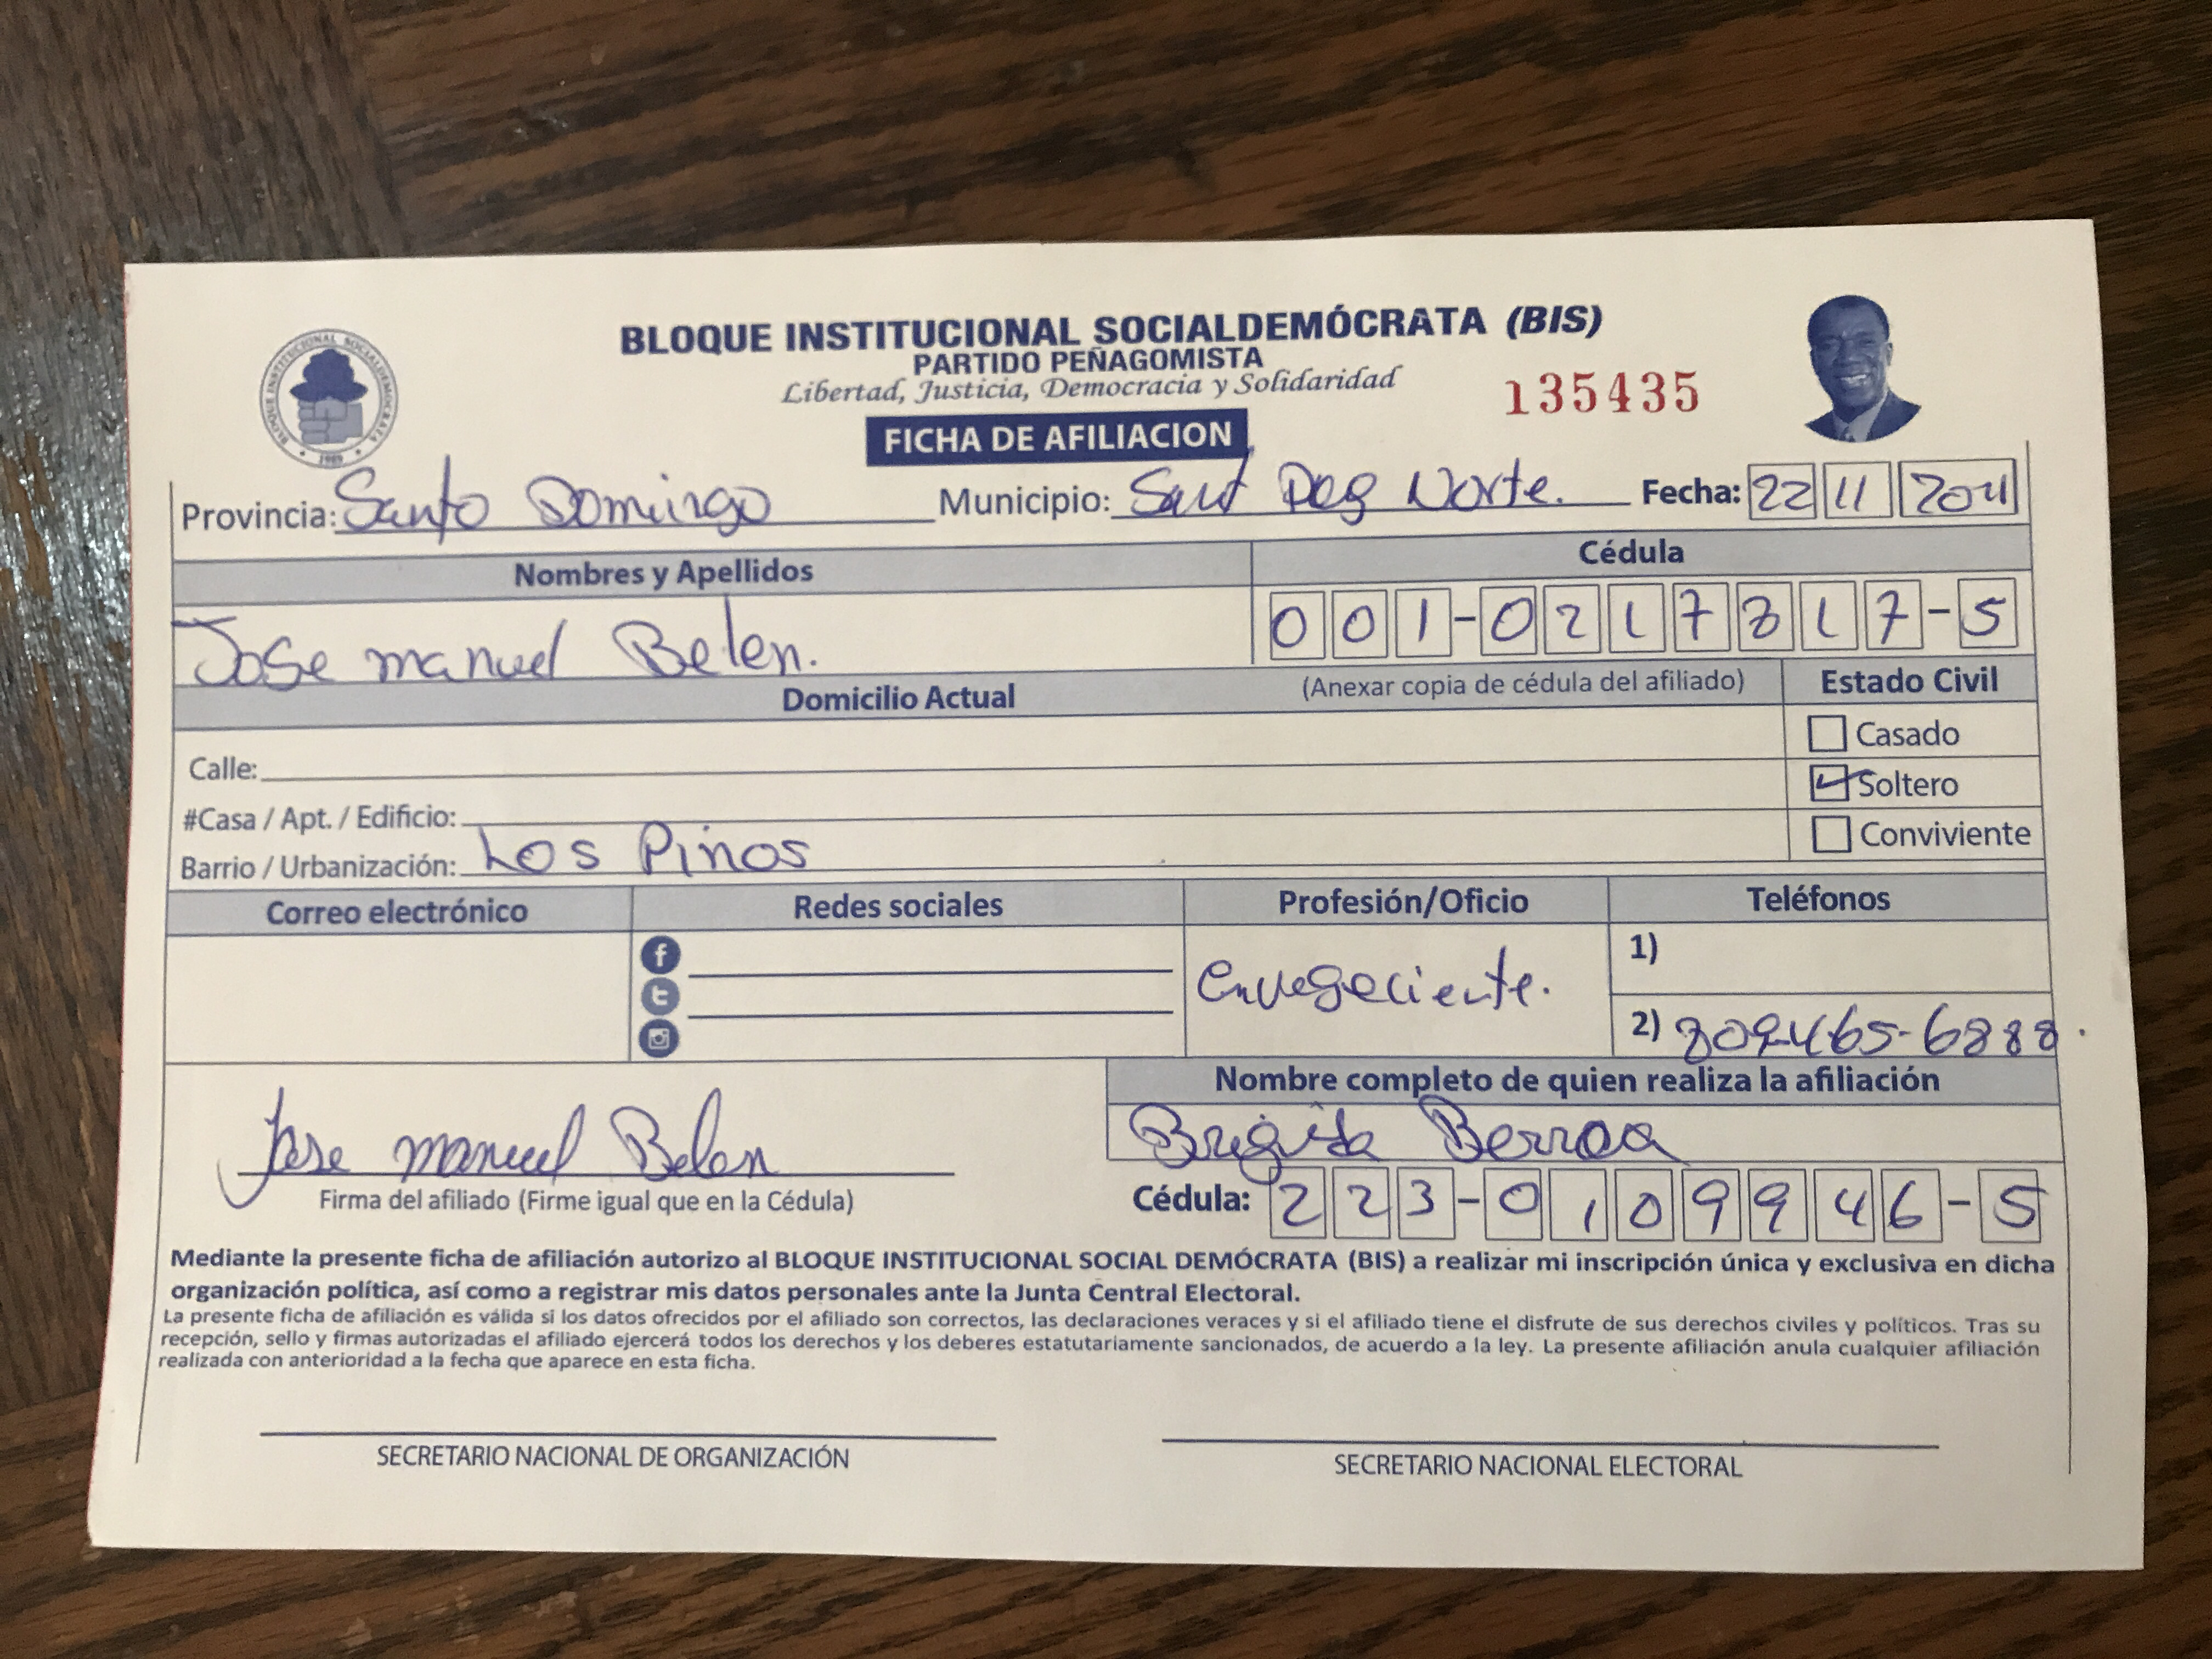 BLOQUE INSTITUCIONAL SOCIALDEMÓCRATA (BIS)
PARTIDO PEÑAGOMISTA
Libertad, Justicia, Democracia y Solidaridad
135435
BLOQUE INSTITUCIONAL SOCIALDEMÓCRATA
FICHA DE AFILIACION
Provincia: Santo Domingo Municipio: Sant Dog Norte. Fecha: 22 11
Nombres y Apellidos Cédula
Jose manuel Belen. 001-0217817-5
Domicilio Actual (Anexar copia de cédula del afiliado) Estado Civil
Casado
Calle:
Soltero
#Casa / Apt. / Edificio:
Conviviente
Barrio / Urbanización: Los Pinos
Correo electrónico Redes sociales Profesión/Oficio Teléfonos
1)
2) 809465-6888.
Nombre completo de quien realiza la afiliación
Brigida Berroa
Jose manuel Belen
Firma del afiliado (Firme igual que en la Cédula) Cédula: 223-0109946-5
Mediante la presente ficha de afiliación autorizo al BLOQUE INSTITUCIONAL SOCIAL DEMÓCRATA (BIS) a realizar mi inscripción única y exclusiva en dicha
organización política, así como a registrar mis datos personales ante la Junta Central Electoral.
La presente ficha de afiliación es válida si los datos ofrecidos por el afiliado son correctos, las declaraciones veraces y si el afiliado tiene el disfrute de sus derechos civiles y políticos. Tras su
recepción, sello y firmas autorizadas el afiliado ejercerá todos los derechos y los deberes estatutariamente sancionados, de acuerdo a la ley. La presente afiliación anula cualquier afiliación
realizada con anterioridad a la fecha que aparece en esta ficha.
SECRETARIO NACIONAL DE ORGANIZACIÓN SECRETARIO NACIONAL ELECTORAL